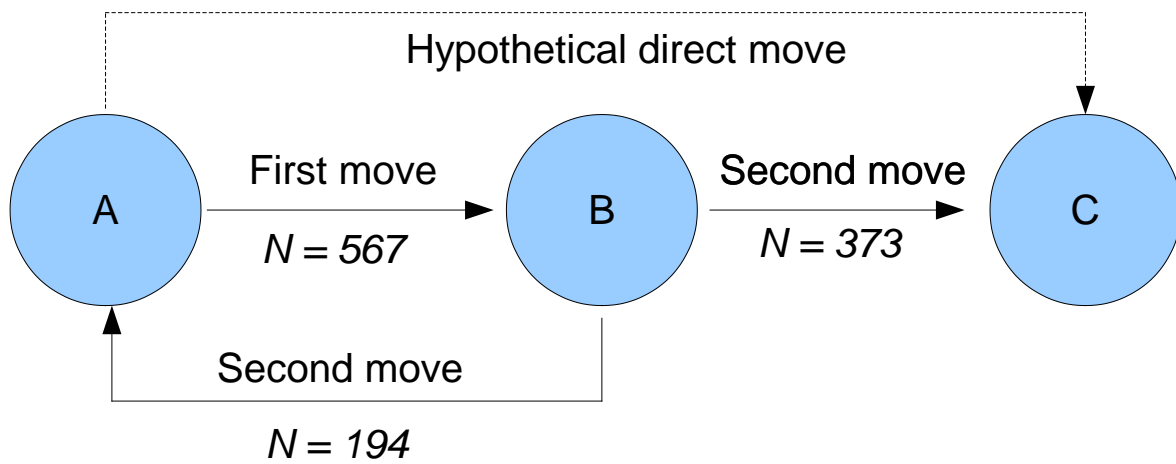 Hypothetical direct move
First move
Second move
A
B
C
N = 567
N = 373
Second move
N = 194